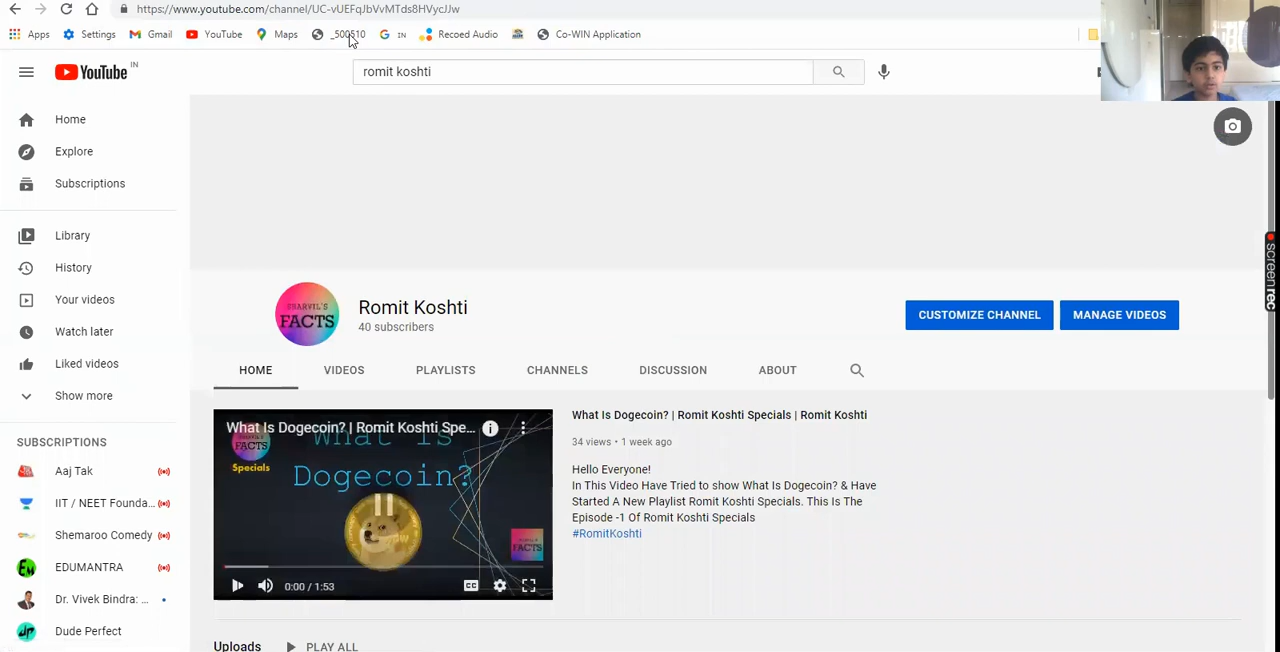 https://www.youtube.com/channel/UC-vUEFqJbVvMTds8HVycJJw
Apps Settings Gmail YouTube Maps _500510 IN Recoed Audio Co-WIN Application
YouTube IN
romit koshti
Home
Explore
Subscriptions
Library
History
Your videos
Watch later
Liked videos
Show more
SUBSCRIPTIONS
Aaj Tak
IIT / NEET Founda...
Shemaroo Comedy
EDUMANTRA
Dr. Vivek Bindra: ...
Dude Perfect
SHARVIL'S
FACTS
Romit Koshti
40 subscribers
CUSTOMIZE CHANNEL MANAGE VIDEOS
HOME VIDEOS PLAYLISTS CHANNELS DISCUSSION ABOUT
What Is Dogecoin? | Romit Koshti Spe...
What is
Dogecoin?
FACTS
Specials
FACTS
0:00 / 1:53
CC
What Is Dogecoin? | Romit Koshti Specials | Romit Koshti
34 views • 1 week ago
Hello Everyone!
In This Video Have Tried to show What Is Dogecoin? & Have
Started A New Playlist Romit Koshti Specials. This Is The
Episode -1 Of Romit Koshti Specials
#RomitKoshti
Uploads PLAY ALL
screenrec